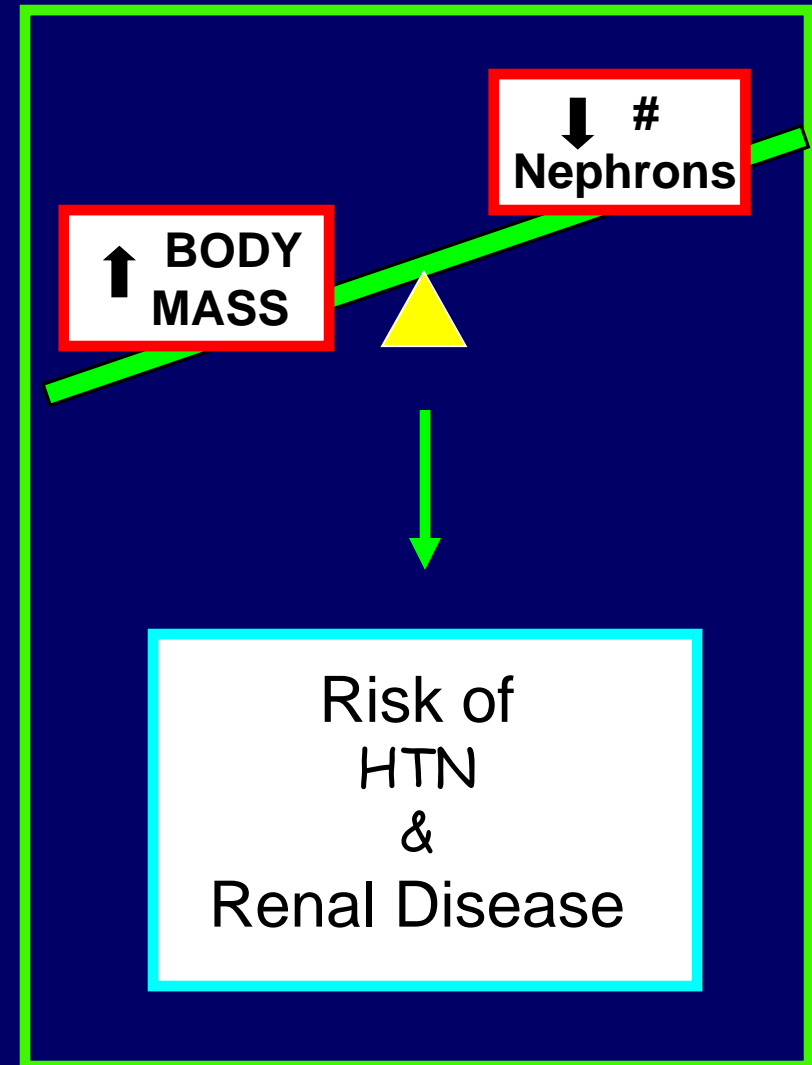 ⬇ #
Nephrons
⬆ BODY
MASS
Risk of
HTN
&
Renal Disease